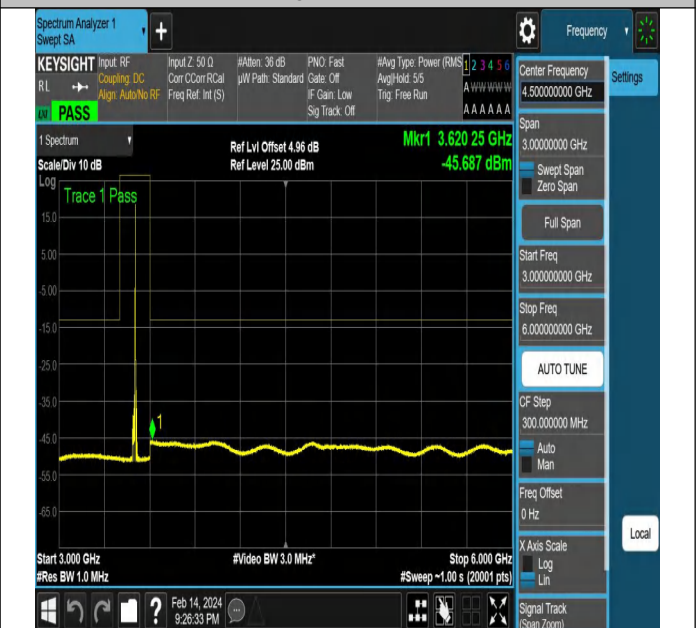 Spectrum Analyzer 1
Swept SA
+
Frequency
KEYSIGHT
RL
PASS
Input: RF
Coupling: DC
Align: Auto/No RF
Input Z: 50 Ω
Corr CCorr RCal
Freq Ref: Int (S)
#Atten: 36 dB
µW Path: Standard
PNO: Fast
Gate: Off
IF Gain: Low
Sig Track: Off
#Avg Type: Power (RMS
Avg|Hold: 5/5
Trig: Free Run
1 2 3 4 5 6
A W W W W W
A A A A A A
1 Spectrum
Scale/Div 10 dB
Ref Lvl Offset 4.96 dB
Ref Level 25.00 dBm
Mkr1 3.620 25 GHz
-45.687 dBm
Log
Trace 1 Pass
15.0
5.00
-5.00
-15.0
-25.0
-35.0
-45.0
-55.0
-65.0
1
Start 3.000 GHz
#Res BW 1.0 MHz
#Video BW 3.0 MHz*
Stop 6.000 GHz
#Sweep ~1.00 s (20001 pts)
Center Frequency
4.500000000 GHz
Span
3.00000000 GHz
Swept Span
Zero Span
Full Span
Start Freq
3.000000000 GHz
Stop Freq
6.000000000 GHz
AUTO TUNE
CF Step
300.000000 MHz
Auto
Man
Freq Offset
0 Hz
X Axis Scale
Log
Lin
Signal Track
(Span Zoom)
Settings
Local
?
Feb 14, 2024
9:26:33 PM